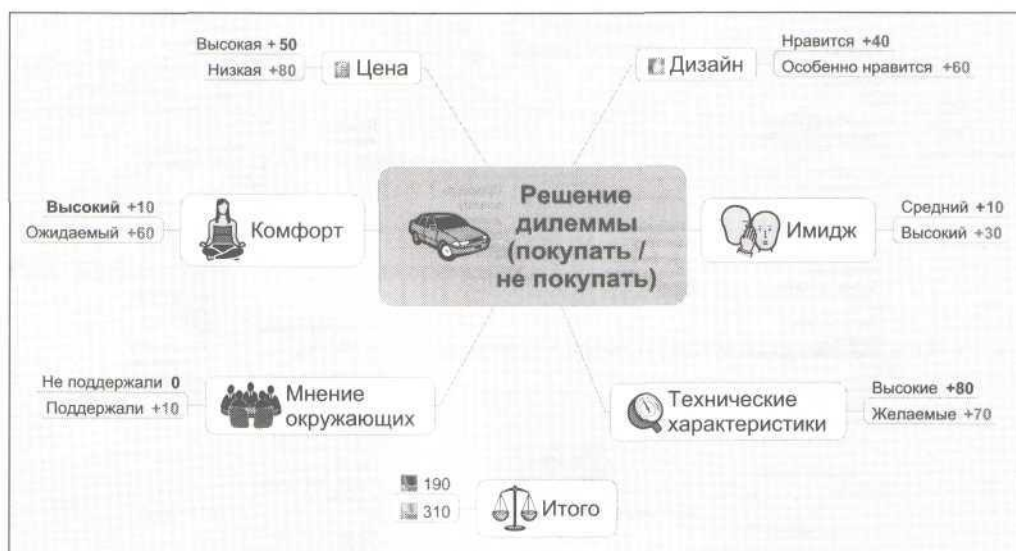 Высокая + 50
Низкая +80
Цена
Дизайн
Нравится +40
Особенно нравится +60
Высокий +10
Ожидаемый +60
Комфорт
Решение
дилеммы
(покупать /
не покупать)
Имидж
Средний +10
Высокий +30
Не поддержали 0
Поддержали +10
Мнение
окружающих
Технические
характеристики
Высокие +80
Желаемые +70
190
310
Итого